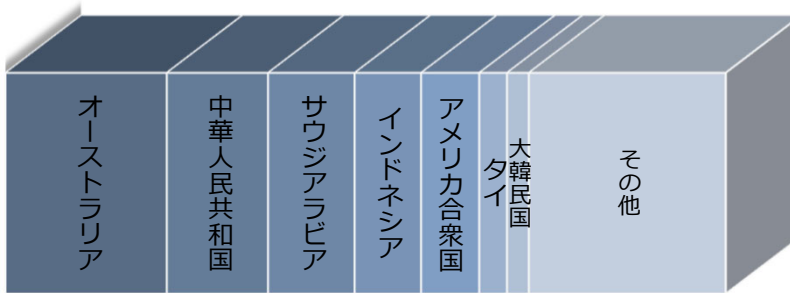 オーストラリア
中華人民共和国
サウジアラビア
インドネシア
アメリカ合衆国
タイ
大韓民国
その他